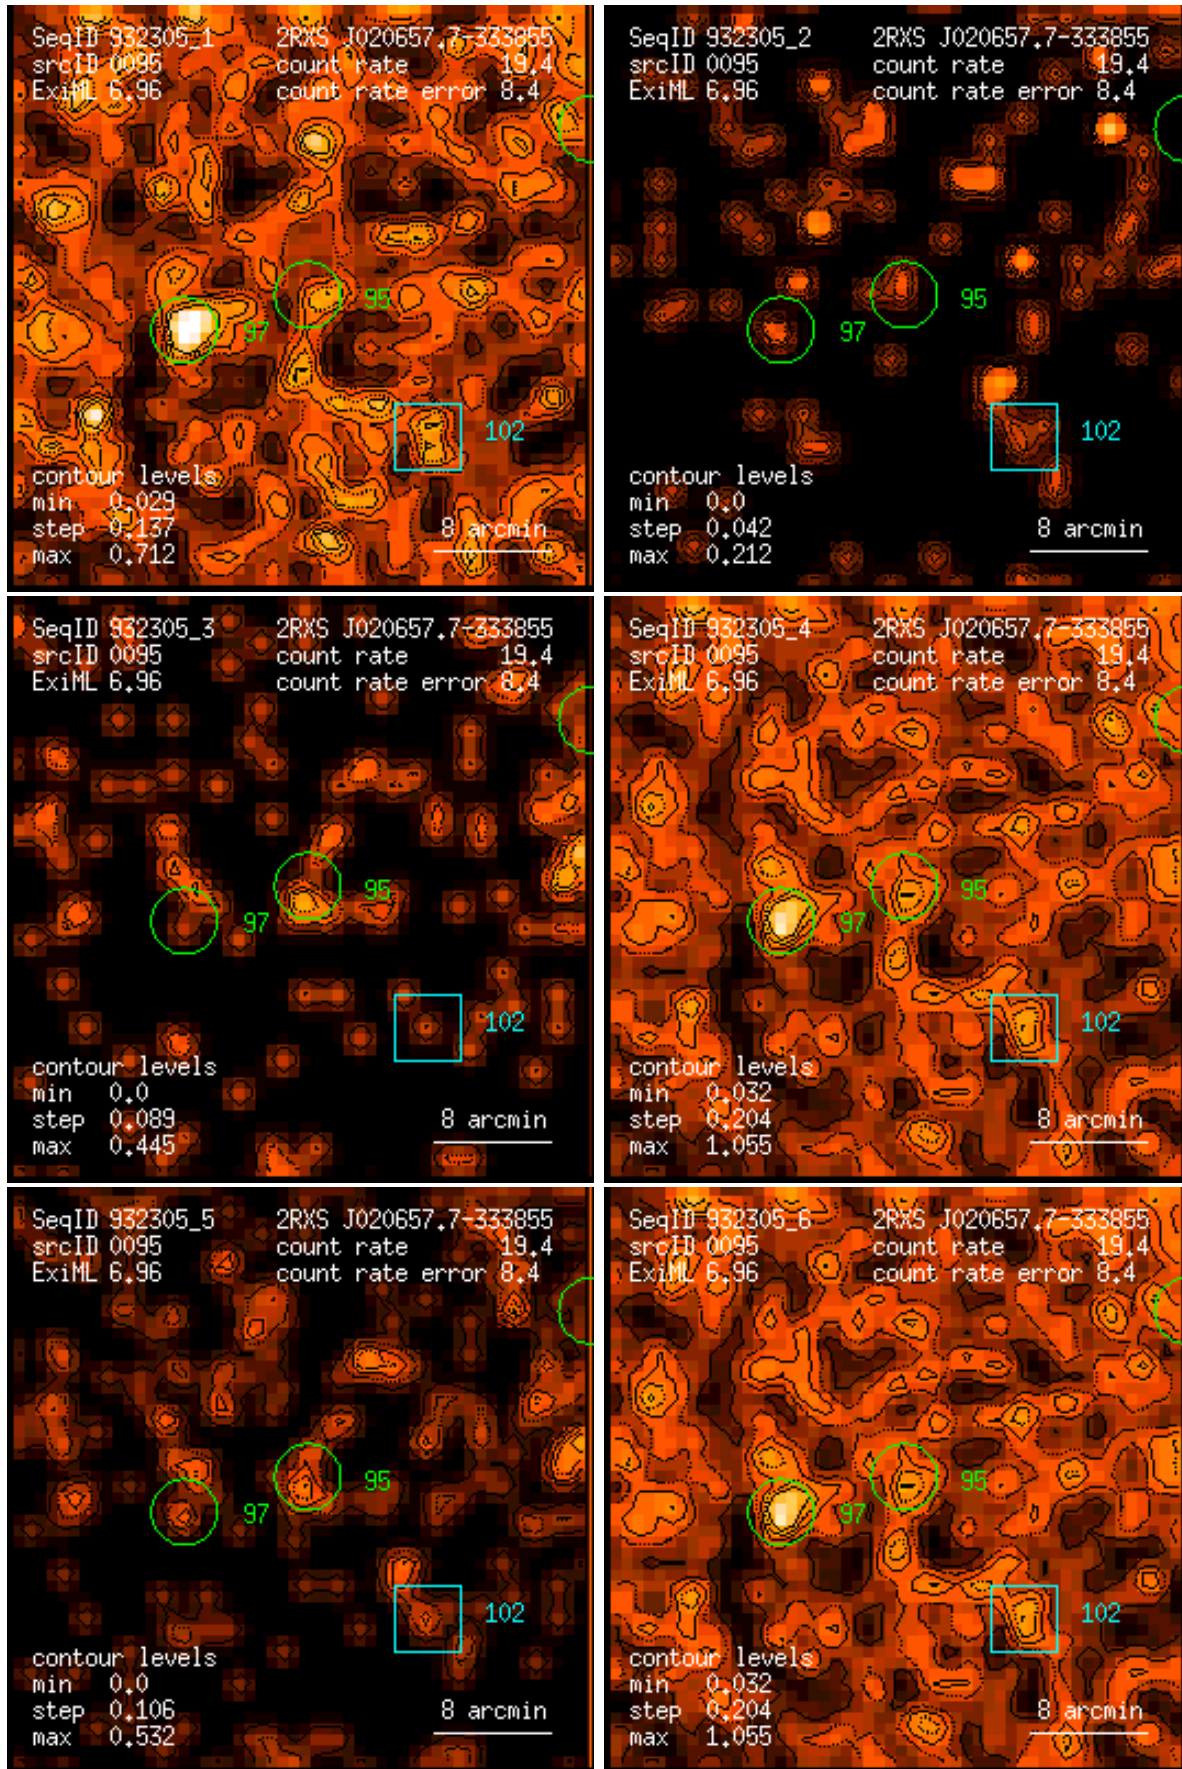 SeqID 932305_1 2RXS J020657.7-333855
srcID 0095 count rate 19.4
ExiML 6.96 count rate error 8.4
95
97
102
contour levels
min 0.029
step 0.137
max 0.712
8 arcmin
SeqID 932305_2 2RXS J020657.7-333855
srcID 0095 count rate 19.4
ExiML 6.96 count rate error 8.4
95
97
102
contour levels
min 0.0
step 0.042
max 0.212
8 arcmin
SeqID 932305_3 2RXS J020657.7-333855
srcID 0095 count rate 19.4
ExiML 6.96 count rate error 8.4
95
97
102
contour levels
min 0.0
step 0.089
max 0.445
8 arcmin
SeqID 932305_4 2RXS J020657.7-333855
srcID 0095 count rate 19.4
ExiML 6.96 count rate error 8.4
95
97
102
contour levels
min 0.032
step 0.204
max 1.055
8 arcmin
SeqID 932305_5 2RXS J020657.7-333855
srcID 0095 count rate 19.4
ExiML 6.96 count rate error 8.4
95
97
102
contour levels
min 0.0
step 0.106
max 0.532
8 arcmin
SeqID 932305_6 2RXS J020657.7-333855
srcID 0095 count rate 19.4
ExiML 6.96 count rate error 8.4
95
97
102
contour levels
min 0.032
step 0.204
max 1.055
8 arcmin